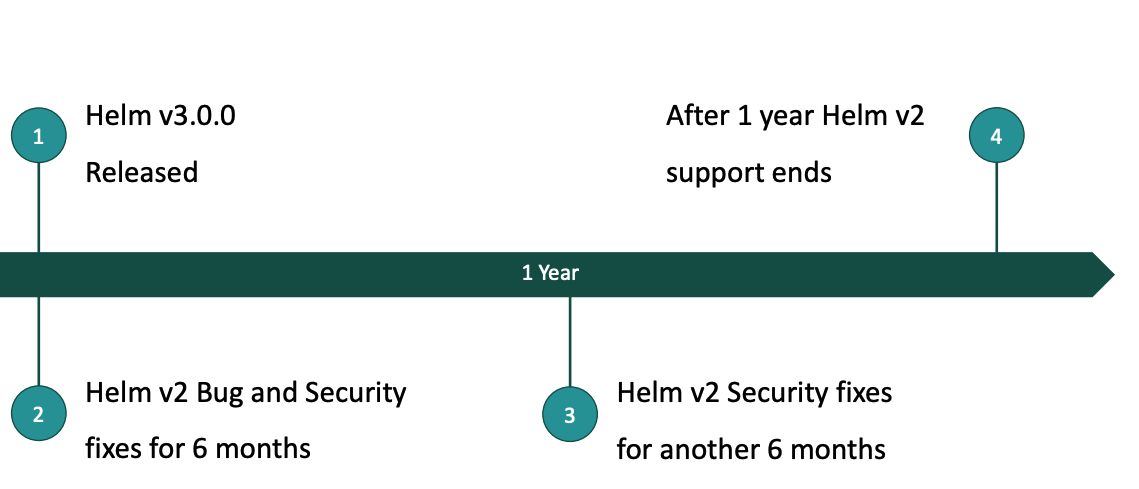 1
Helm v3.0.0
Released
After 1 year Helm v2
support ends
4
1 Year
2
Helm v2 Bug and Security
fixes for 6 months
3
Helm v2 Security fixes
for another 6 months